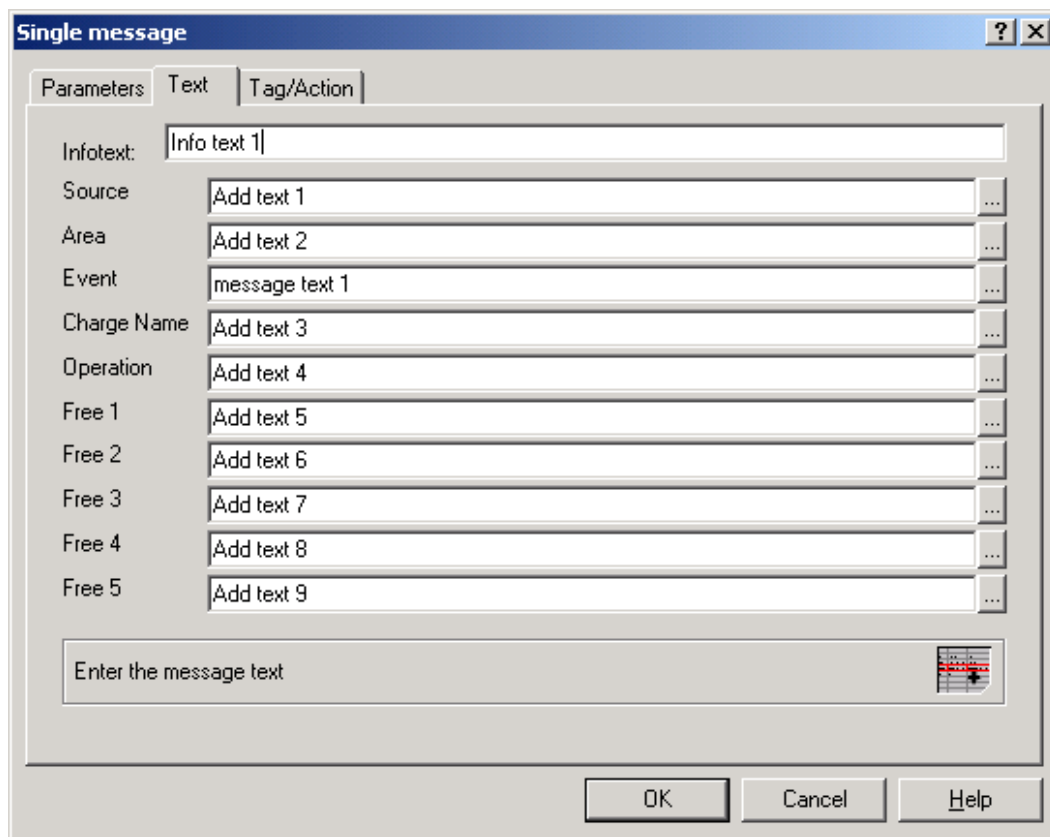 Single message
Parameters Text Tag/Action
Infotext: Info text 1
Source Add text 1 ...
Area Add text 2 ...
Event message text 1 ...
Charge Name Add text 3 ...
Operation Add text 4 ...
Free 1 Add text 5 ...
Free 2 Add text 6 ...
Free 3 Add text 7 ...
Free 4 Add text 8 ...
Free 5 Add text 9 ...
Enter the message text
OK Cancel Help